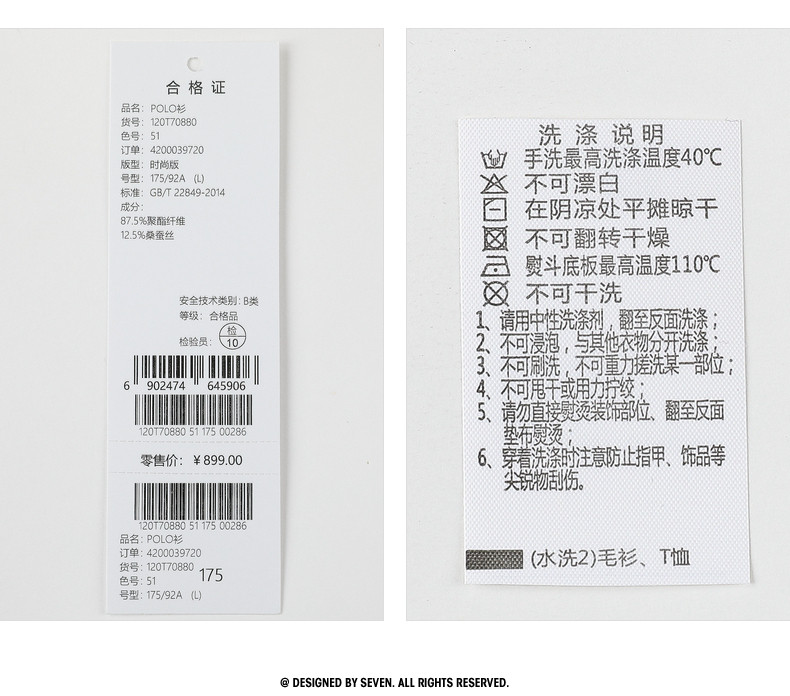 合格证
品名：POLO衫
货号：120T70880
色号：51
订单：4200039720
版型：时尚版
号型：175/92A （L）
标准：GB/T 22849-2014
成分：
87.5%聚酯纤维
12.5%桑蚕丝
安全技术类别：B类
等级：合格品
检验员：检 10
6 902474 645906
120T70880 51 175 00286
零售价：￥899.00
120T70880 51 175 00286
品名：POLO衫
订单：4200039720
货号：120T70880
175
色号：51
号型：175/92A （L）
洗涤说明
手洗最高洗涤温度40℃
不可漂白
在阴凉处平摊晾干
不可翻转干燥
熨斗底板最高温度110℃
不可干洗
1、请用中性洗涤剂，翻至反面洗涤；
2、不可浸泡，与其他衣物分开洗涤；
3、不可刷洗，不可重力搓洗某一部位；
4、不可甩干或用力拧绞；
5、请勿直接熨烫装饰部位、翻至反面
垫布熨烫；
6、穿着洗涤时注意防止指甲、饰品等
尖锐物刮伤。
(水洗2)毛衫、T恤
@ DESIGNED BY SEVEN. ALL RIGHTS RESERVED.